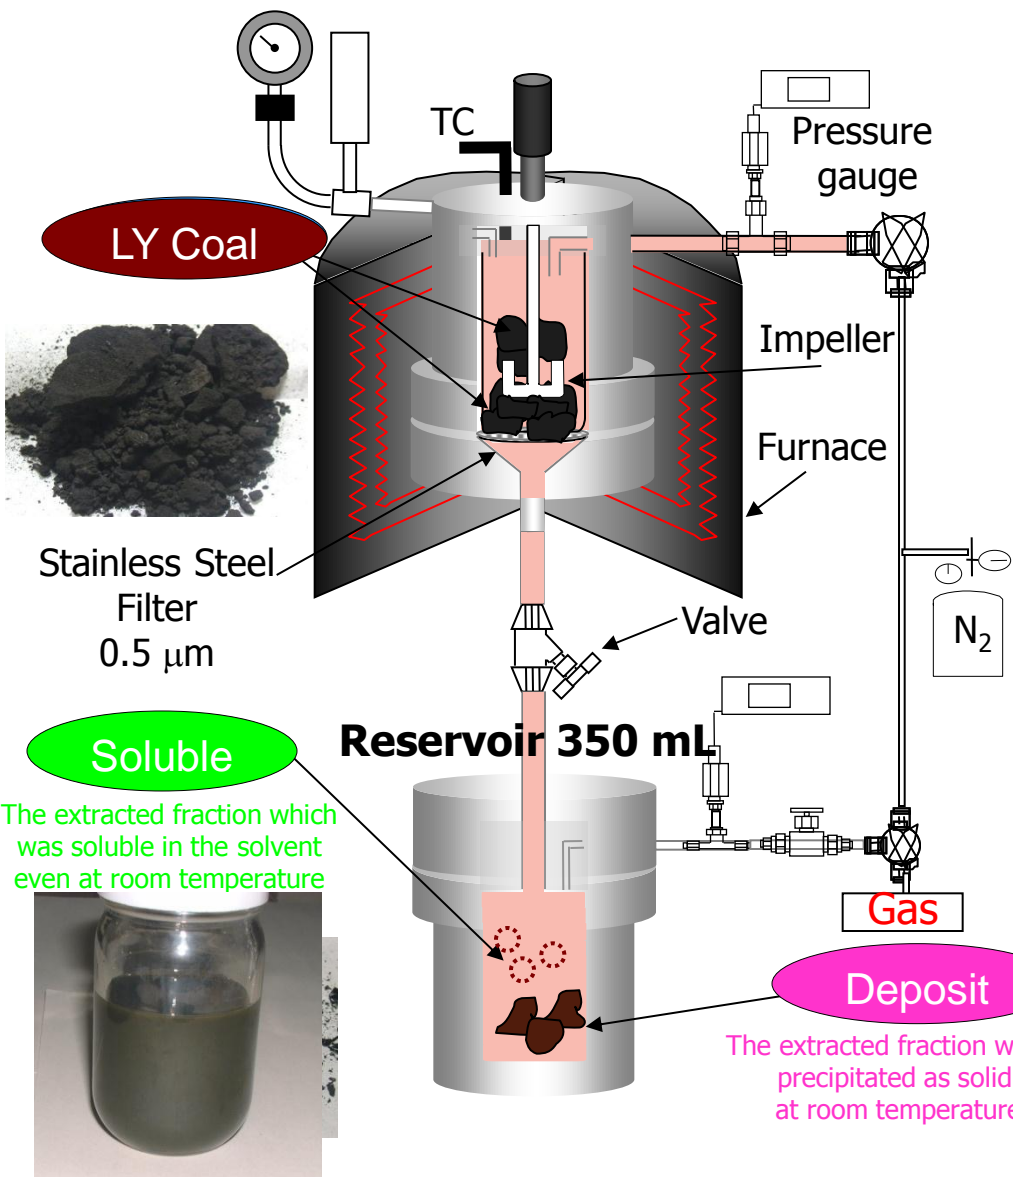 TC
Pressure
gauge
LY Coal
Impeller
Furnace
Stainless Steel
Filter
0.5 μm
Valve
N₂
Reservoir 350 mL
Soluble
The extracted fraction which
was soluble in the solvent
even at room temperature
Gas
Deposit
The extracted fraction w
precipitated as solid
at room temperature